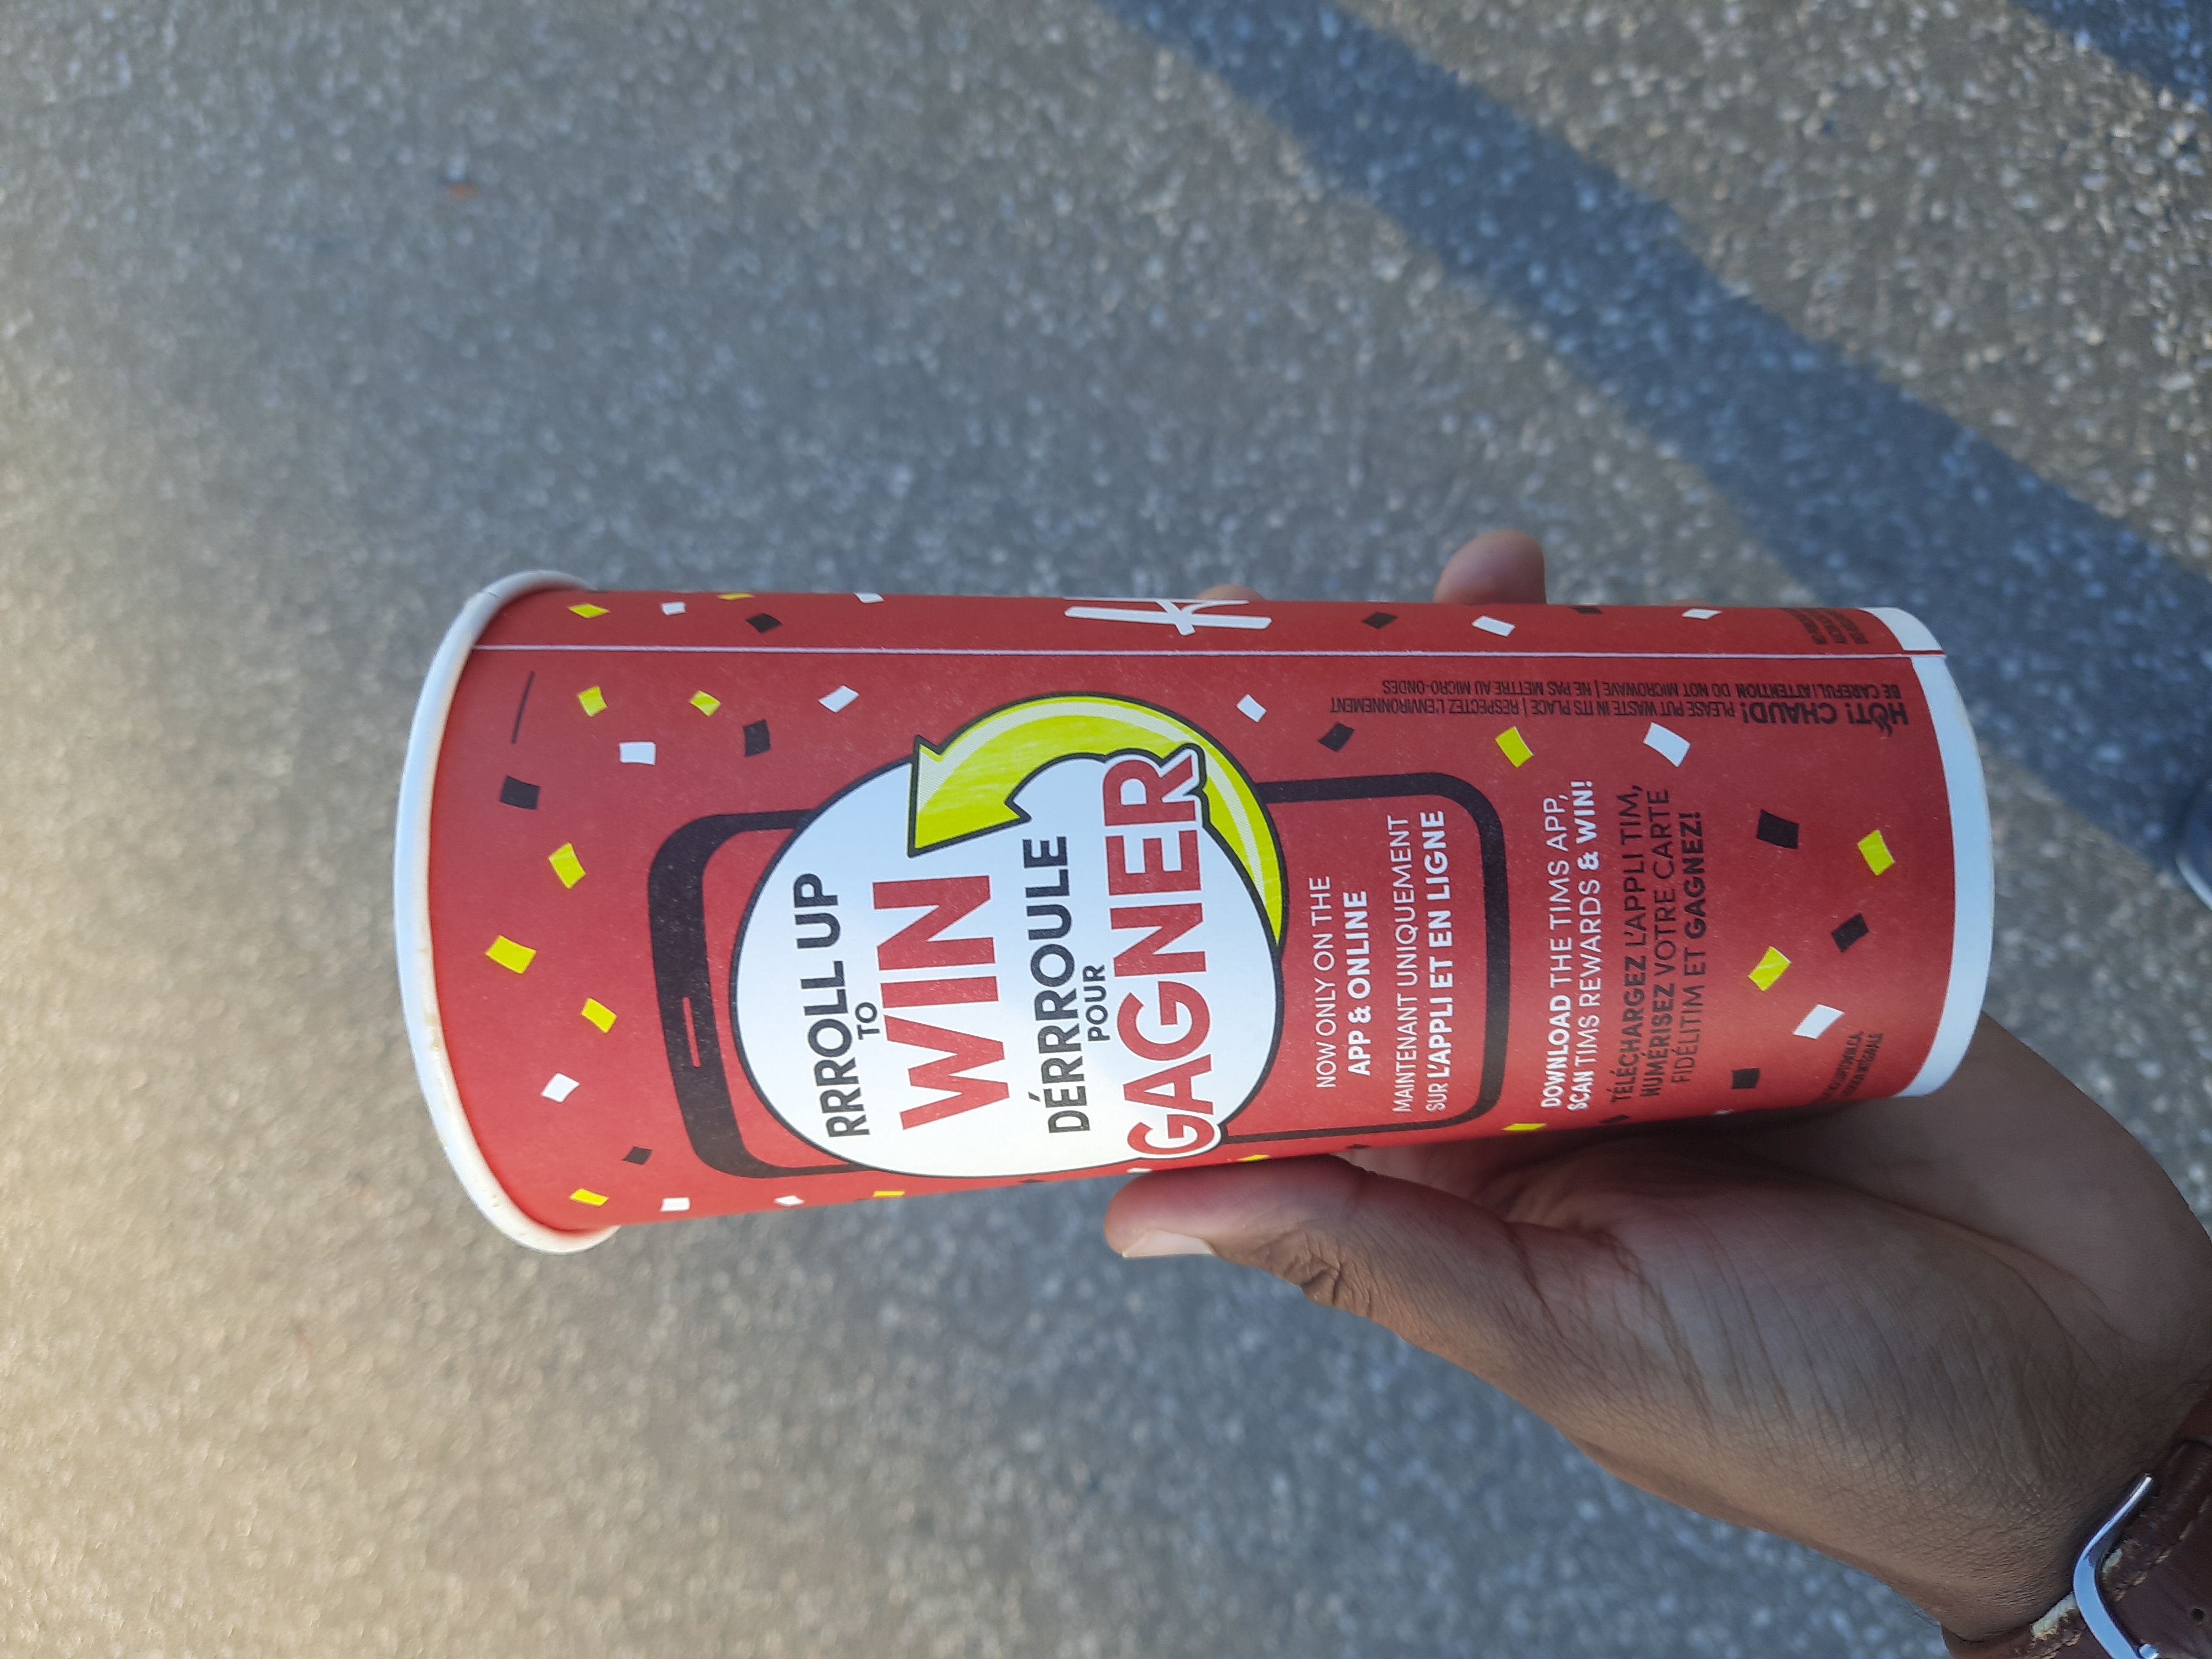 RRROLL UP
TO
WIN
DÉRRROULE
POUR
GAGNER
NOW ONLY ON THE
APP & ONLINE
MAINTENANT UNIQUEMENT
SUR L'APPLI ET EN LIGNE
DOWNLOAD THE TIMS APP,
SCAN TIMS REWARDS & WIN!
TÉLÉCHARGEZ L'APPLI TIM,
NUMÉRISEZ VOTRE CARTE
FIDÉLITIM ET GAGNEZ!
HOT! CHAUD! PLEASE PUT WASTE IN ITS PLACE | RESPECTEZ L'ENVIRONNEMENT
BE CAREFUL | ATTENTION DO NOT MICROWAVE | NE PAS METTRE AU MICRO-ONDES
INTÉGRALE